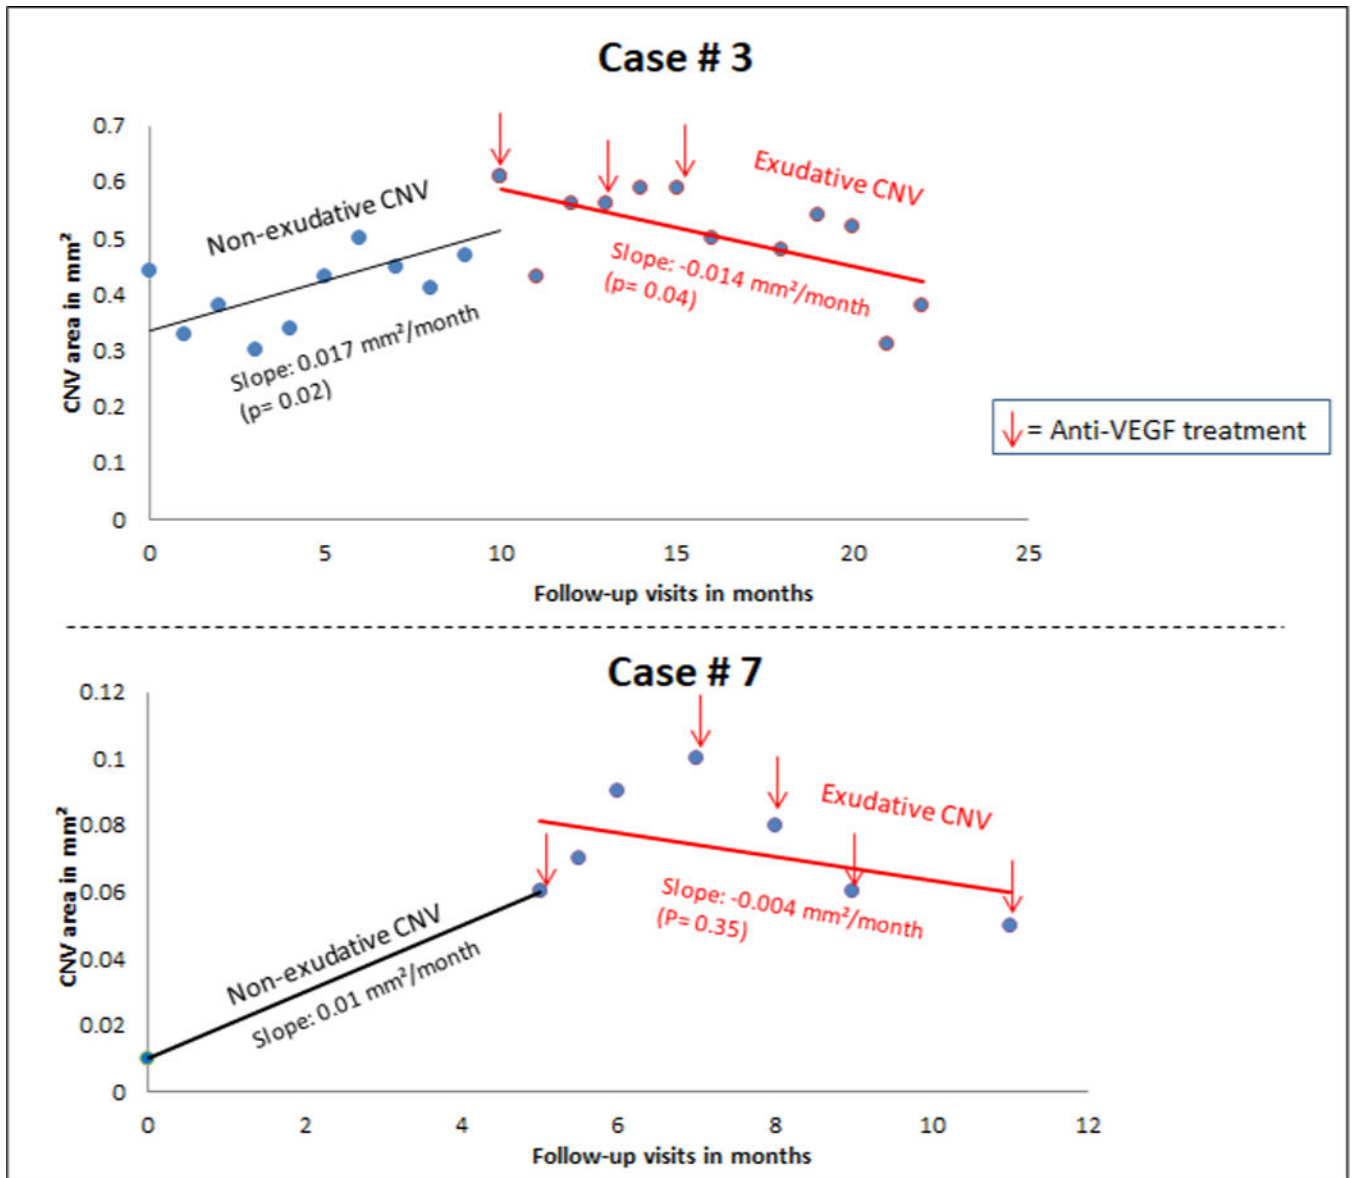 Case # 3
0.7
0.6
0.5
0.4
0.3
0.2
0.1
0
CNV area in mm²
Non-exudative CNV
Slope: 0.017 mm²/month
(p= 0.02)
Exudative CNV
Slope: -0.014 mm²/month
(p= 0.04)
= Anti-VEGF treatment
0 5 10 15 20 25
Follow-up visits in months
Case # 7
0.12
0.1
0.08
0.06
0.04
0.02
0
CNV area in mm²
Non-exudative CNV
Slope: 0.01 mm²/month
Exudative CNV
Slope: -0.004 mm²/month
(P= 0.35)
0 2 4 6 8 10 12
Follow-up visits in months